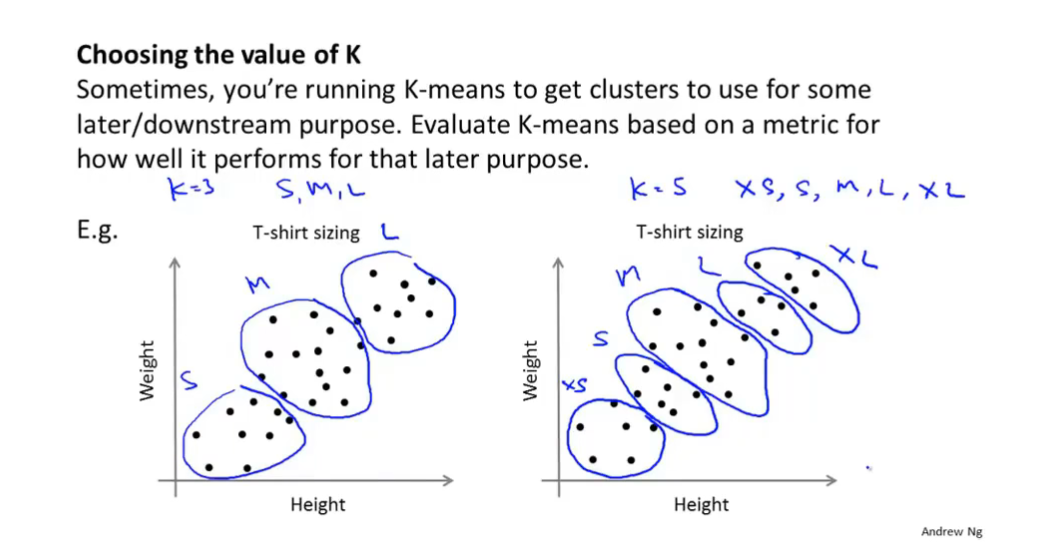 Choosing the value of K
Sometimes, you're running K-means to get clusters to use for some
later/downstream purpose. Evaluate K-means based on a metric for
how well it performs for that later purpose.
K=3 S,M,L
K=5 XS, S, M, L, XL
E.g.
T-shirt sizing
L
M
S
Weight
Height
T-shirt sizing
XL
L
M
S
XS
Weight
Height
Andrew Ng